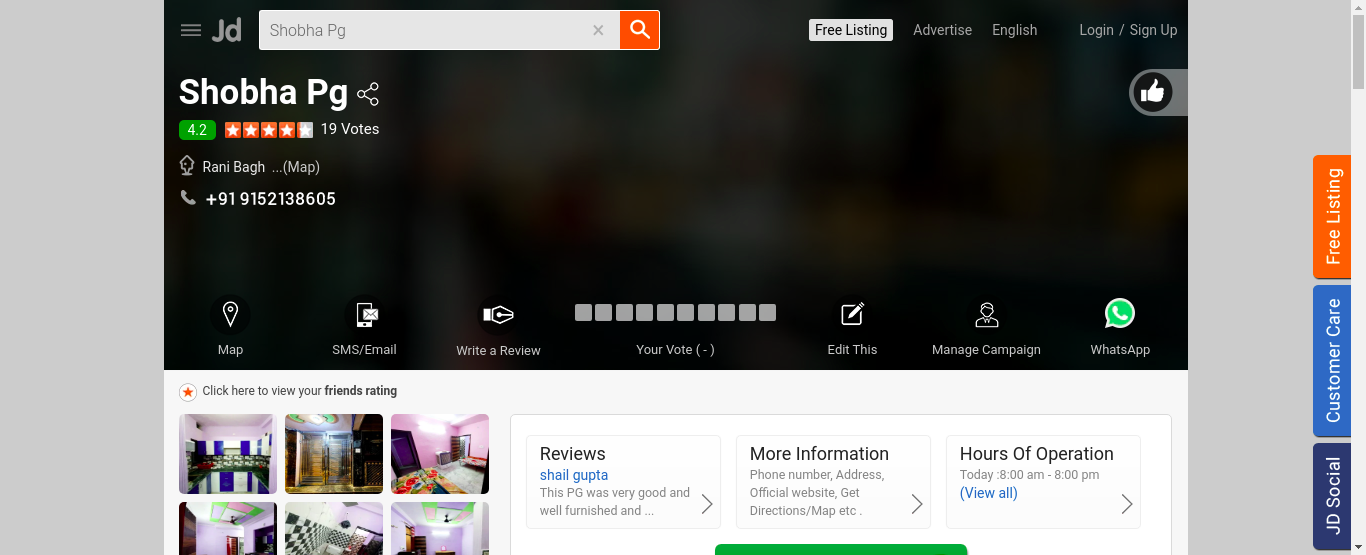 Jd
Shobha Pg
Free Listing
Advertise
English
Login / Sign Up
Shobha Pg
4.2
19 Votes
Rani Bagh ...(Map)
+91 9152138605
Map
SMS/Email
Write a Review
Your Vote ( - )
Edit This
Manage Campaign
WhatsApp
Click here to view your friends rating
Reviews
shail gupta
This PG was very good and
well furnished and ...
More Information
Phone number, Address,
Official website, Get
Directions/Map etc .
Hours Of Operation
Today :8:00 am - 8:00 pm
(View all)
Free Listing
Customer Care
JD Social